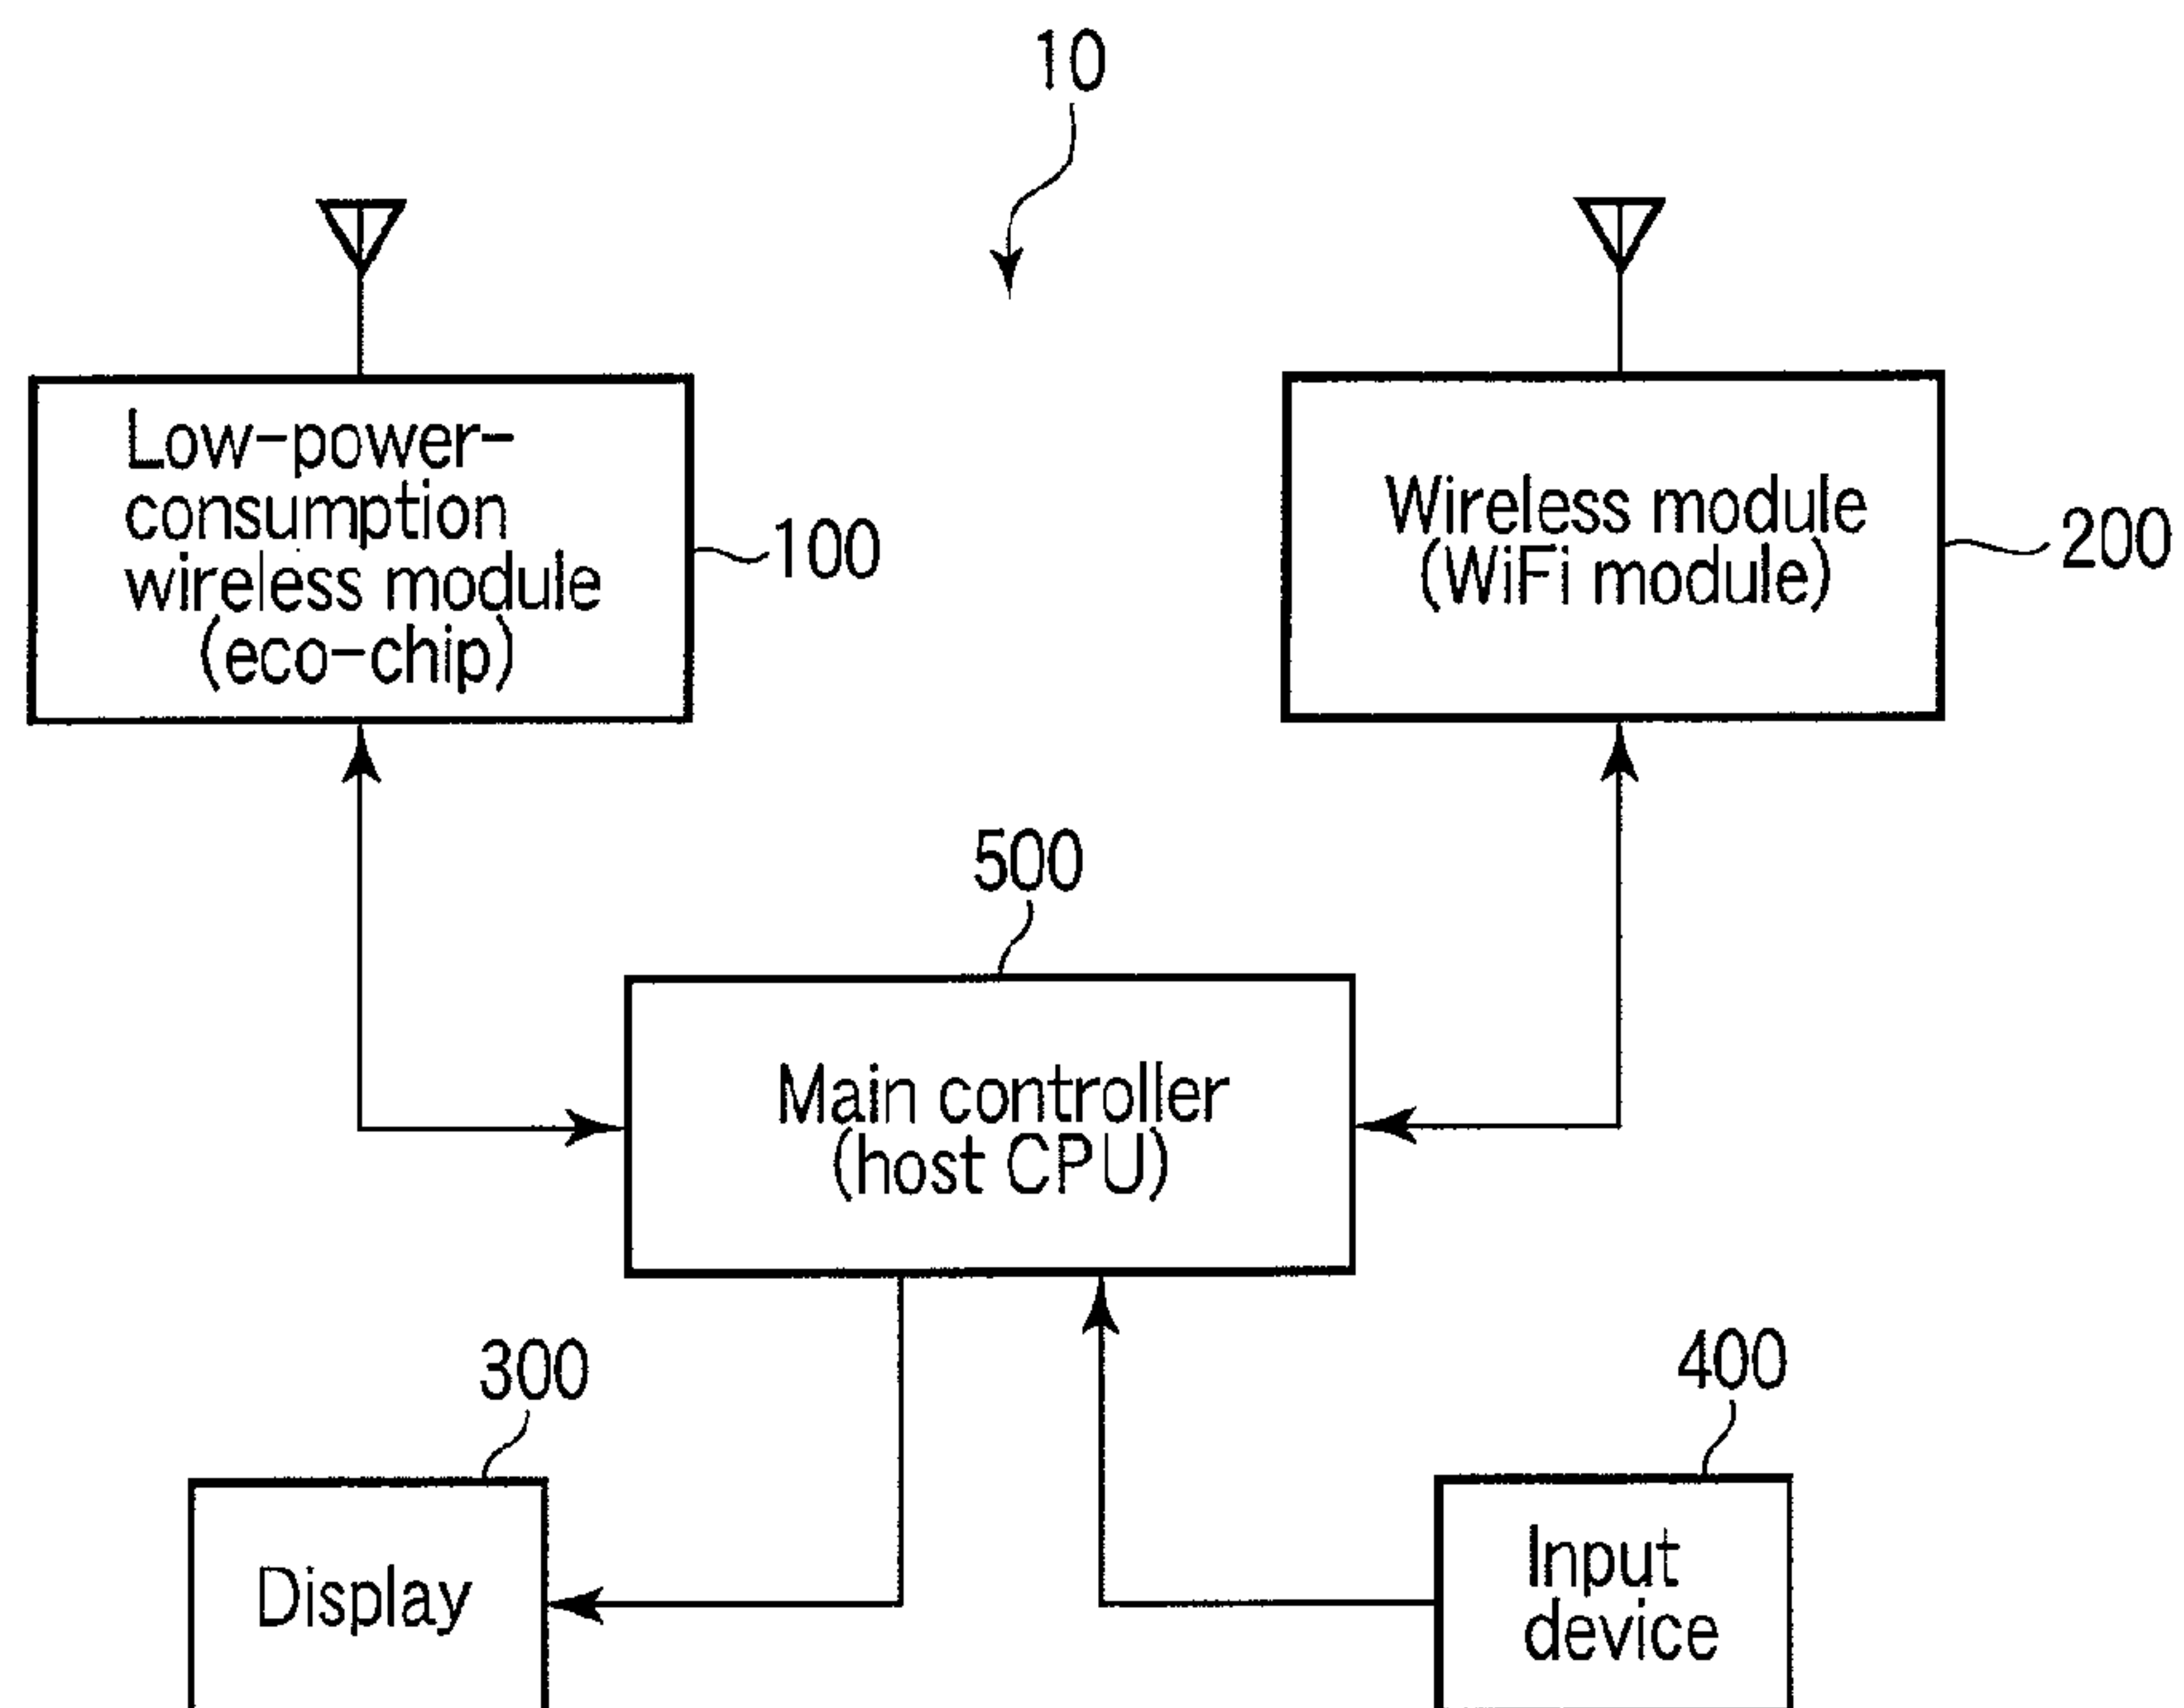 10
Low-power-
consumption
wireless module
(eco-chip)
100
Wireless module
(WiFi module)
200
500
Main controller
(host CPU)
300
Display
400
Input
device